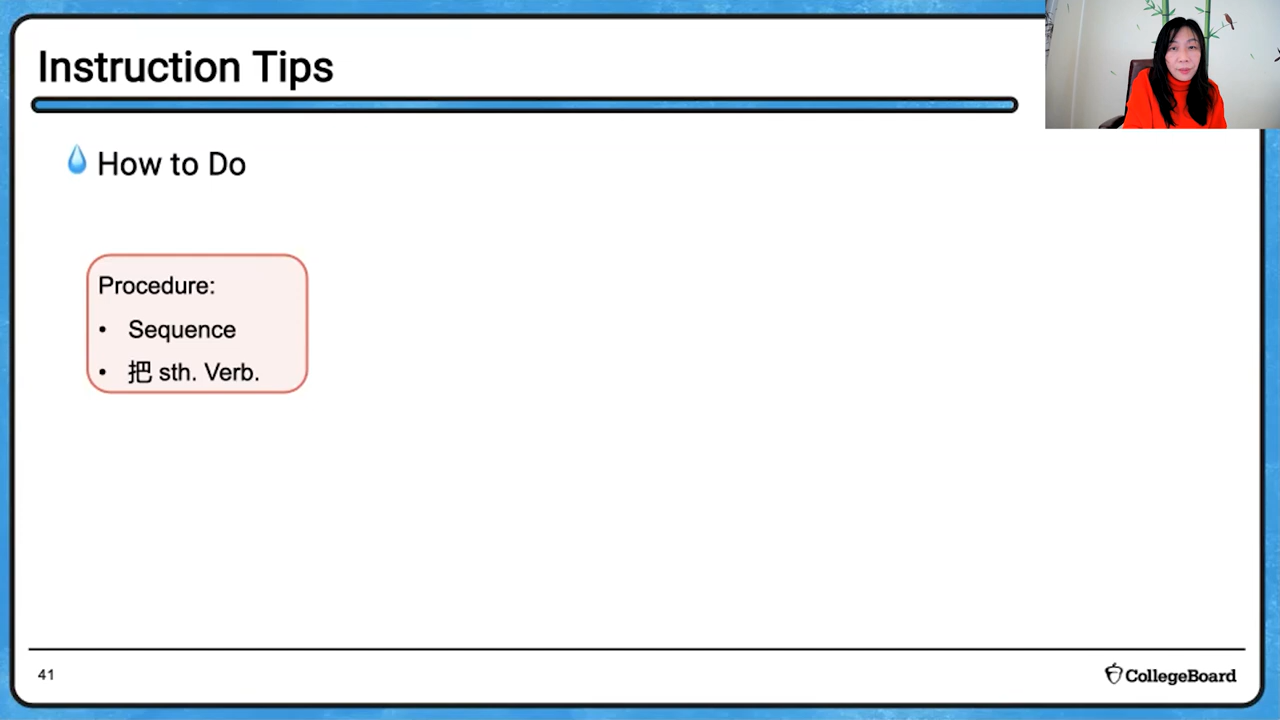 Instruction Tips
How to Do
Procedure:
• Sequence
• 把 sth. Verb.
41
CollegeBoard